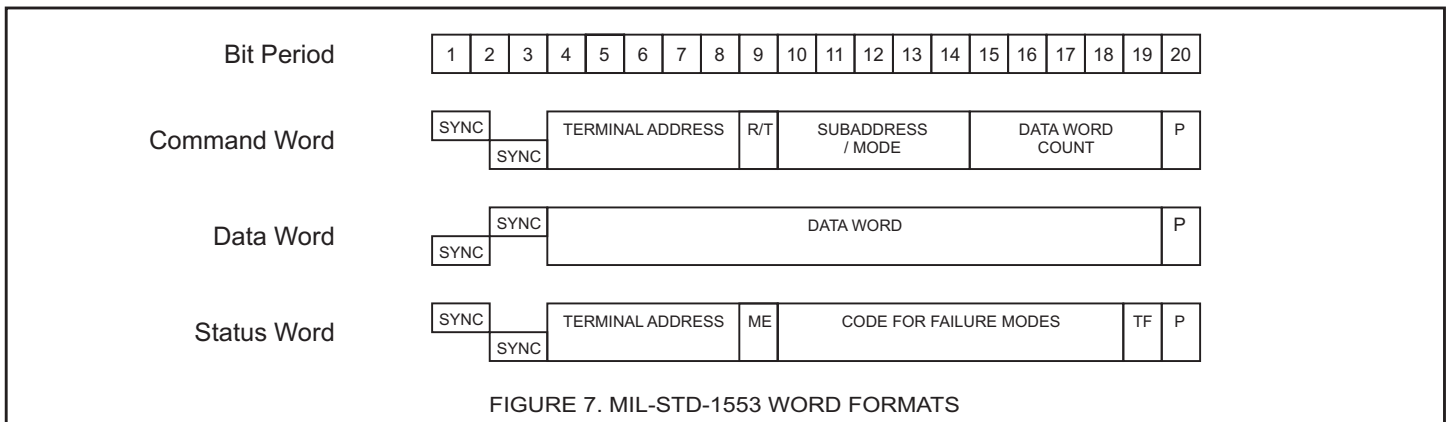 Bit Period 1 2 3 4 5 6 7 8 9 10 11 12 13 14 15 16 17 18 19 20
Command Word SYNC SYNC TERMINAL ADDRESS R/T SUBADDRESS / MODE DATA WORD COUNT P
Data Word SYNC SYNC DATA WORD P
Status Word SYNC SYNC TERMINAL ADDRESS ME CODE FOR FAILURE MODES TF P
FIGURE 7. MIL-STD-1553 WORD FORMATS